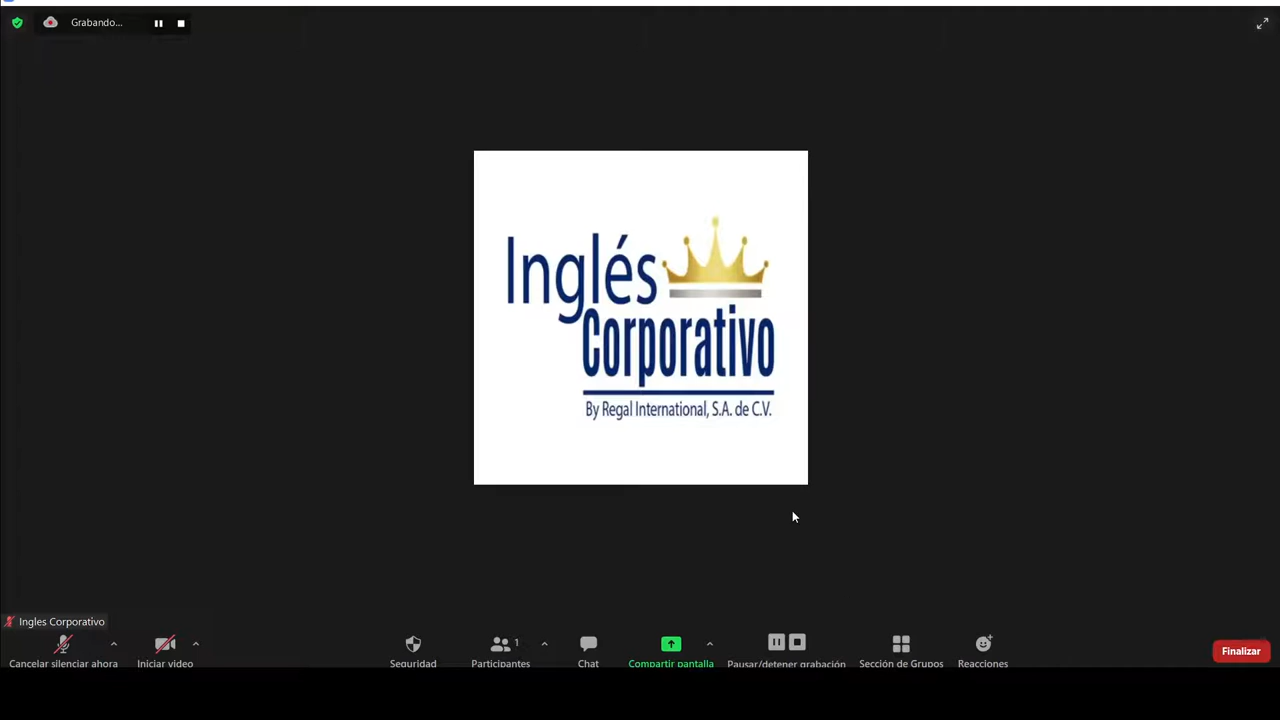 Grabando...
Inglés
Corporativo
By Regal International, S.A. de C.V.
Ingles Corporativo
1
Cancelar silenciar ahora Iniciar video Seguridad Participantes Chat Compartir pantalla Pausar/detener grabación Sección de Grupos Reacciones Finalizar